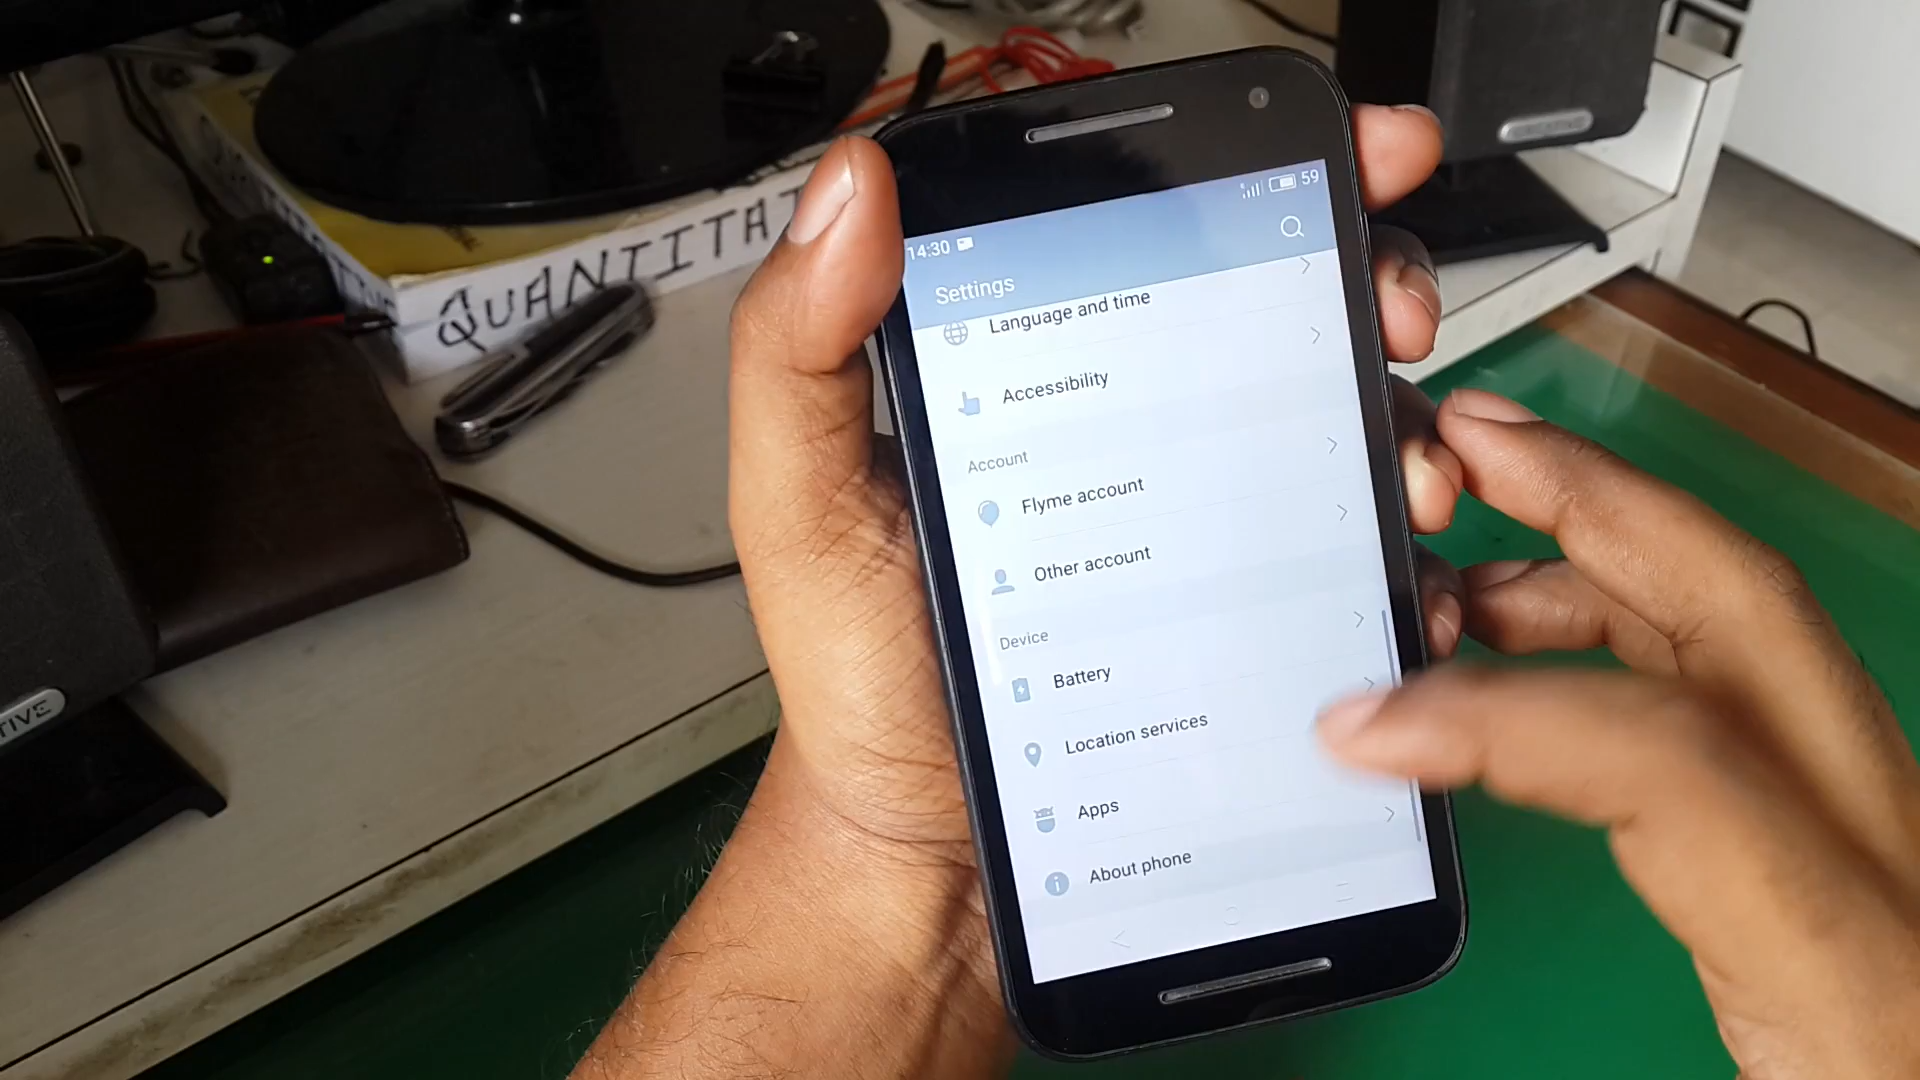 QUANTITAT
14:30
59
Settings
Language and time
Accessibility
Account
Flyme account
Other account
Device
Battery
Location services
Apps
About phone
TIVE